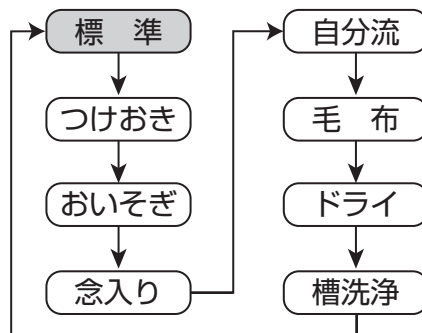 標 準
つけおき
おいそぎ
念入り
自分流
毛 布
ドライ
槽洗浄